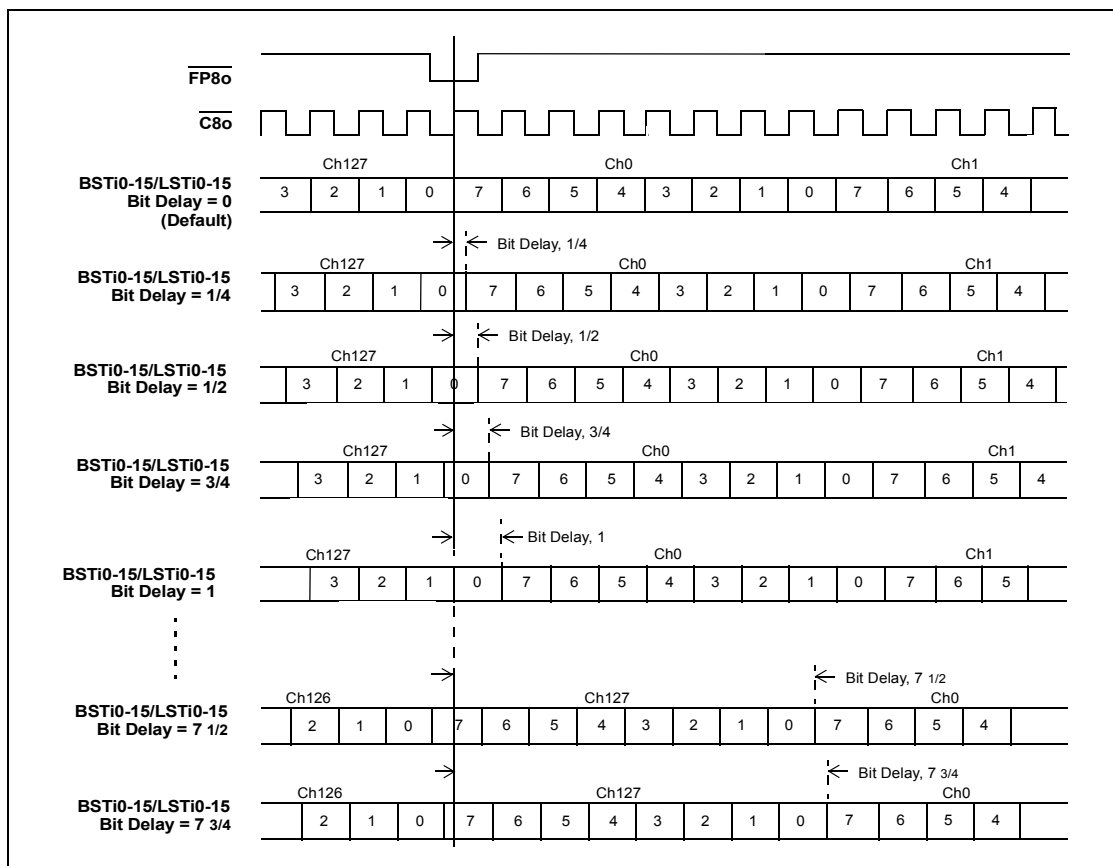 FP8o
C8o
Ch127 Ch0 Ch1
BSTi0-15/LSTi0-15
Bit Delay = 0
(Default)
3 2 1 0 7 6 5 4 3 2 1 0 7 6 5 4
Bit Delay, 1/4
Ch127 Ch0 Ch1
BSTi0-15/LSTi0-15
Bit Delay = 1/4
3 2 1 0 7 6 5 4 3 2 1 0 7 6 5 4
Bit Delay, 1/2
Ch127 Ch0 Ch1
BSTi0-15/LSTi0-15
Bit Delay = 1/2
3 2 1 0 7 6 5 4 3 2 1 0 7 6 5 4
Bit Delay, 3/4
Ch127 Ch0 Ch1
BSTi0-15/LSTi0-15
Bit Delay = 3/4
3 2 1 0 7 6 5 4 3 2 1 0 7 6 5 4
Bit Delay, 1
Ch127 Ch0 Ch1
BSTi0-15/LSTi0-15
Bit Delay = 1
3 2 1 0 7 6 5 4 3 2 1 0 7 6 5
Bit Delay, 7 1/2
Ch126 Ch127 Ch0
BSTi0-15/LSTi0-15
Bit Delay = 7 1/2
2 1 0 7 6 5 4 3 2 1 0 7 6 5 4
Bit Delay, 7 3/4
Ch126 Ch127 Ch0
BSTi0-15/LSTi0-15
Bit Delay = 7 3/4
2 1 0 7 6 5 4 3 2 1 0 7 6 5 4